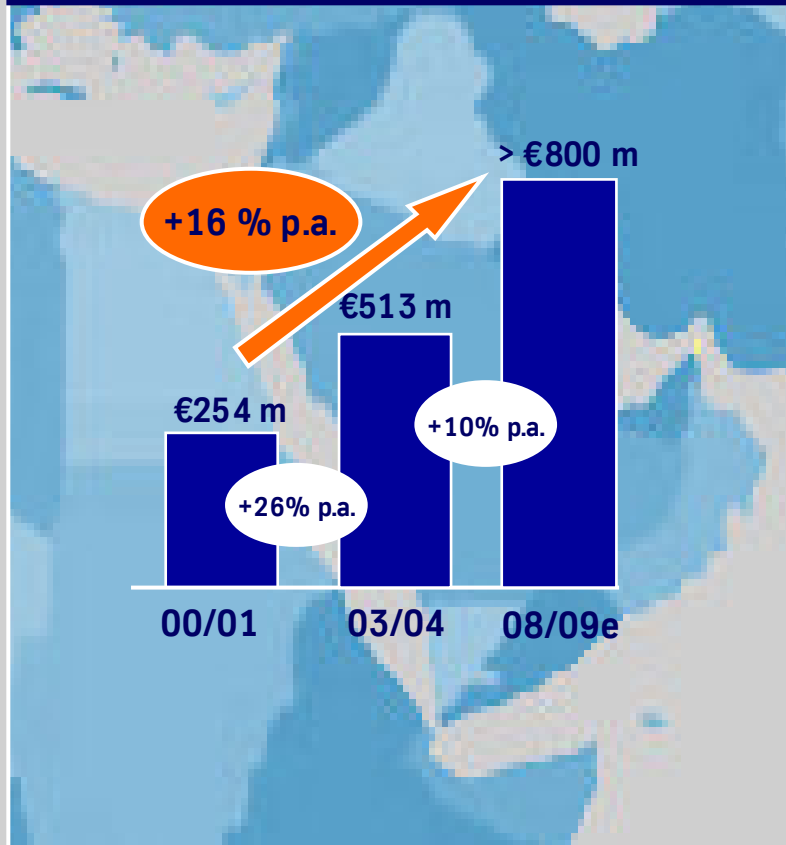 > €800 m
+16 % p.a.
€513 m
€254 m
+10% p.a.
+26% p.a.
00/01
03/04
08/09e